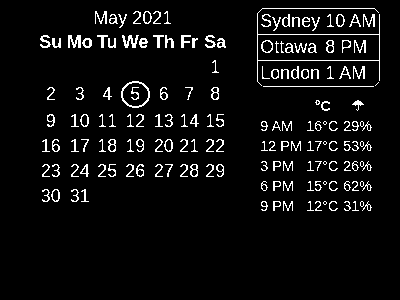 May 2021
Su Mo Tu We Th Fr Sa
1
2 3 4 5 6 7 8
9 10 11 12 13 14 15
16 17 18 19 20 21 22
23 24 25 26 27 28 29
30 31
Sydney 10 AM
Ottawa 8 PM
London 1 AM
°C ☂
9 AM 16°C 29%
12 PM 17°C 53%
3 PM 17°C 26%
6 PM 15°C 62%
9 PM 12°C 31%